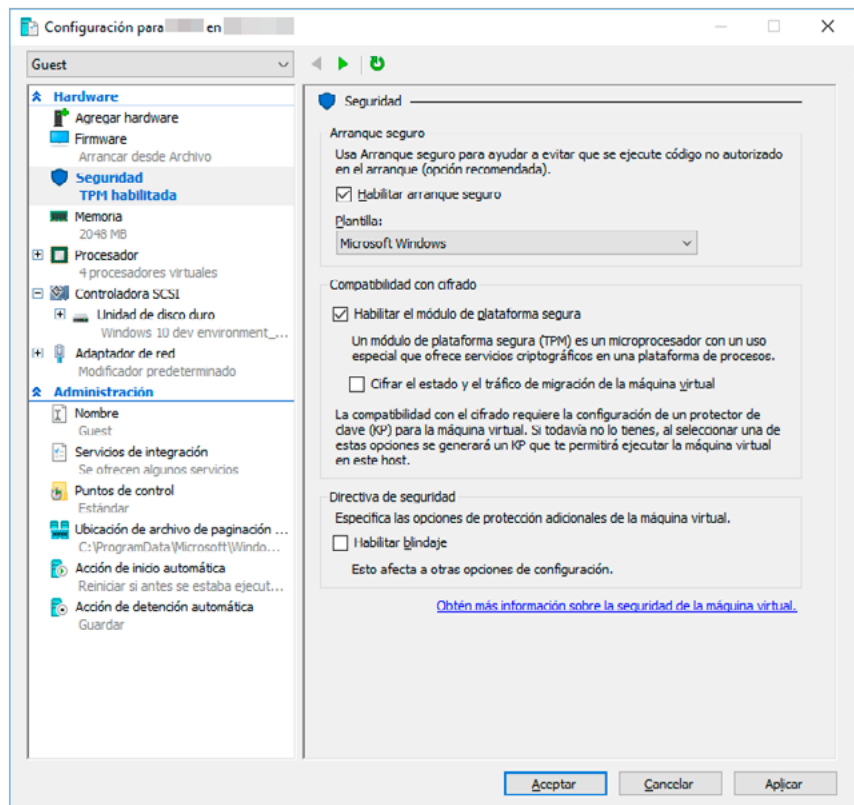 Configuración para en
Guest
Hardware
Agregar hardware
Firmware
Arrancar desde Archivo
Seguridad
TPM habilitada
Memoria
2048 MB
Procesador
4 procesadores virtuales
Controladora SCSI
Unidad de disco duro
Windows 10 dev environment_...
Adaptador de red
Modificador predeterminado
Administración
Nombre
Guest
Servicios de integración
Se ofrecen algunos servicios
Puntos de control
Estándar
Ubicación de archivo de paginación ...
C:\ProgramData\Microsoft\Windo...
Acción de inicio automática
Reiniciar si antes se estaba ejecut...
Acción de detención automática
Guardar
Seguridad
Arranque seguro
Usa Arranque seguro para ayudar a evitar que se ejecute código no autorizado
en el arranque (opción recomendada).
Habilitar arranque seguro
Plantilla:
Microsoft Windows
Compatibilidad con cifrado
Habilitar el módulo de plataforma segura
Un módulo de plataforma segura (TPM) es un microprocesador con un uso
especial que ofrece servicios criptográficos en una plataforma de procesos.
Cifrar el estado y el tráfico de migración de la máquina virtual
La compatibilidad con el cifrado requiere la configuración de un protector de
clave (KP) para la máquina virtual. Si todavía no lo tienes, al seleccionar una de
estas opciones se generará un KP que te permitirá ejecutar la máquina virtual
en este host.
Directiva de seguridad
Especifica las opciones de protección adicionales de la máquina virtual.
Habilitar blindaje
Esto afecta a otras opciones de configuración.
Obtén más información sobre la seguridad de la máquina virtual.
Aceptar
Cancelar
Aplicar